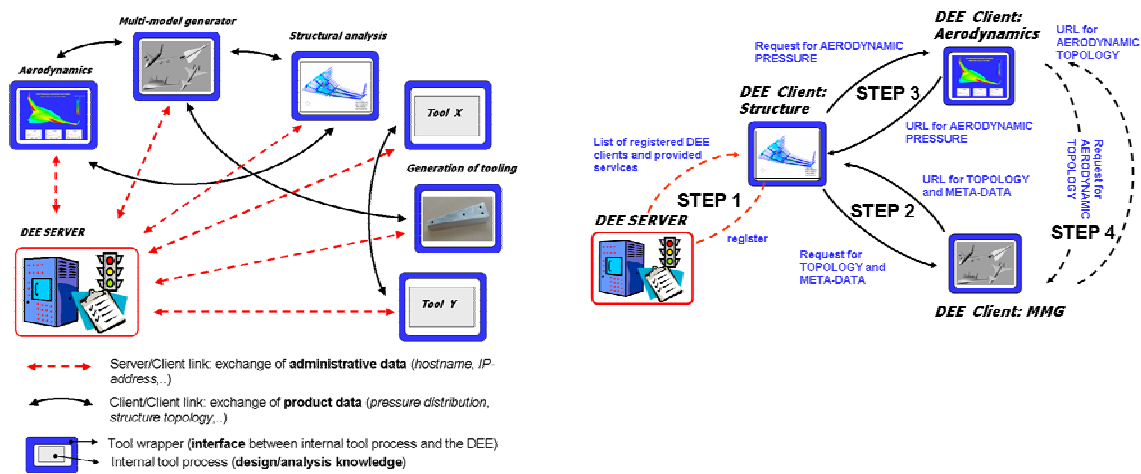 Multi-model generator
Structural analysis
Aerodynamics
Tool X
Generation of tooling
DEE SERVER
Tool Y
Server/Client link: exchange of administrative data (hostname, IP-
address,..)
Client/Client link: exchange of product data (pressure distribution,
structure topology,..)
Tool wrapper (interface between internal tool process and the DEE)
Internal tool process (design/analysis knowledge)
DEE Client:
Aerodynamics
URL for
AERODYNAMIC
TOPOLOGY
Request for AERODYNAMIC
PRESSURE
DEE Client:
Structure
STEP 3
URL for AERODYNAMIC
PRESSURE
List of registered DEE
clients and provided
services
Request for
AERODYNAMIC
TOPOLOGY
URL for TOPOLOGY
and META-DATA
STEP 1
STEP 2
DEE SERVER
register
STEP 4
Request for
TOPOLOGY and
META-DATA
DEE Client: MMG